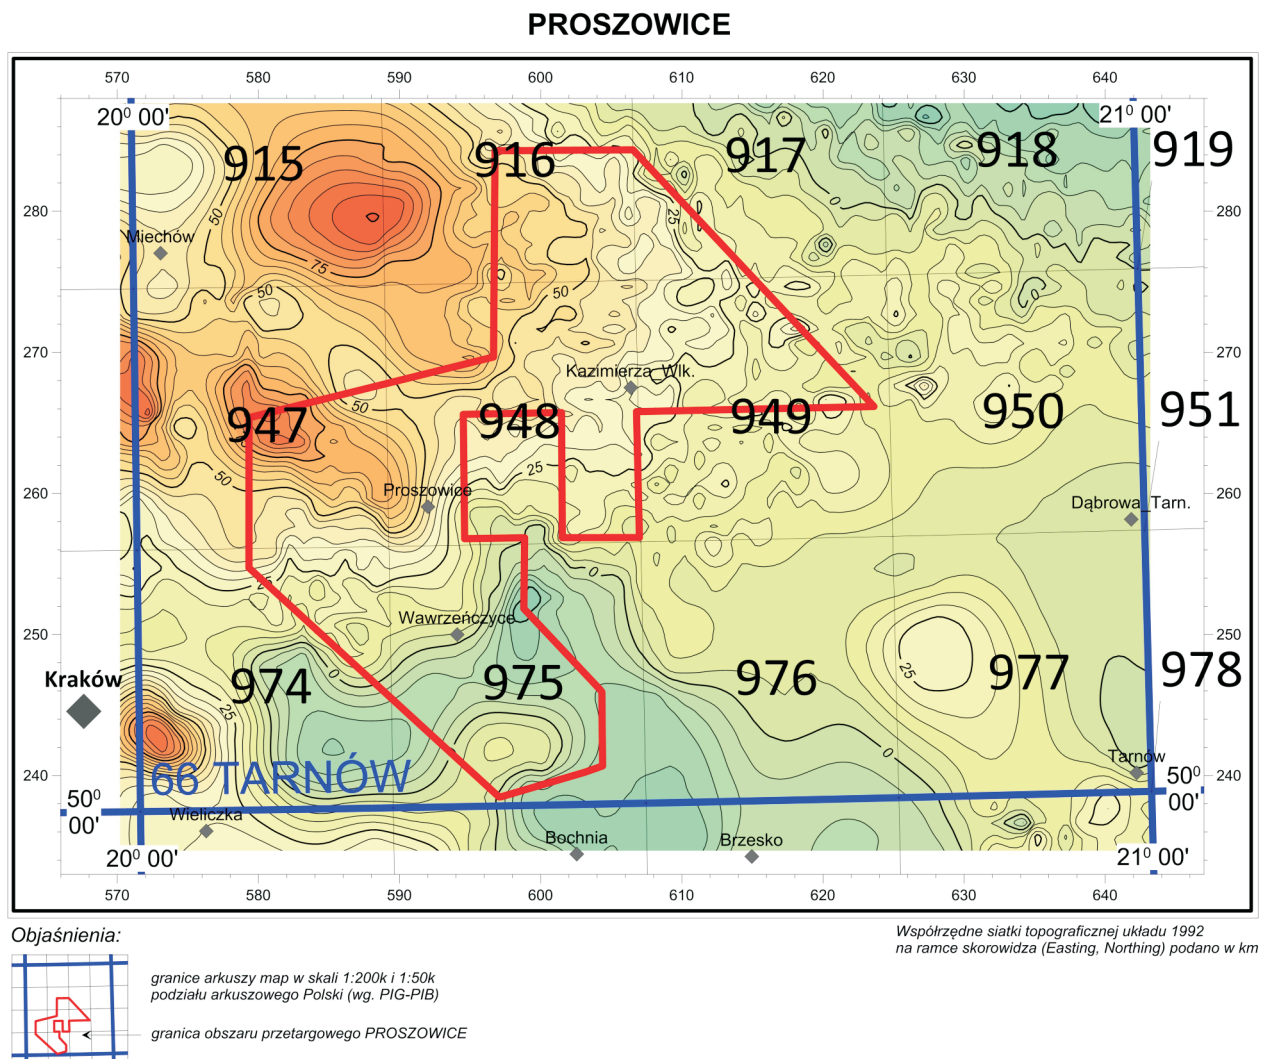 PROSZOWICE
570 580 590 600 610 620 630 640
20⁰ 00' 21⁰ 00'
915 916 917 918 919
50
0
25
280 280
Miechów
75
50 50
0
270 270
Kazimierza Wlk.
50
947 948 949 950 951
25
50
Proszowice
260 260
Dąbrowa Tarn.
0
25
Wawrzeńczyce
250 250
0
25
Kraków
974 975 976 977 978
25
0
66 TARNÓW
Tarnów
240 240
50⁰ 00'
50⁰ 00'
Wieliczka
Bochnia
Brzesko
20⁰ 00' 21⁰ 00'
570 580 590 600 610 620 630 640
Objaśnienia:
Współrzędne siatki topograficznej układu 1992
na ramce skorowidza (Easting, Northing) podano w km
granice arkuszy map w skali 1:200k i 1:50k
podziału arkuszowego Polski (wg. PIG-PIB)
granica obszaru przetargowego PROSZOWICE